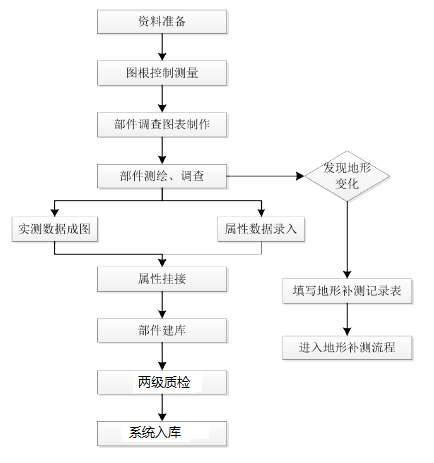 资料准备
图根控制测量
部件调查图表制作
部件测绘、调查
发现地形
变化
实测数据成图
属性数据录入
属性挂接
填写地形补测记录表
部件建库
进入地形补测流程
两级质检
系统入库